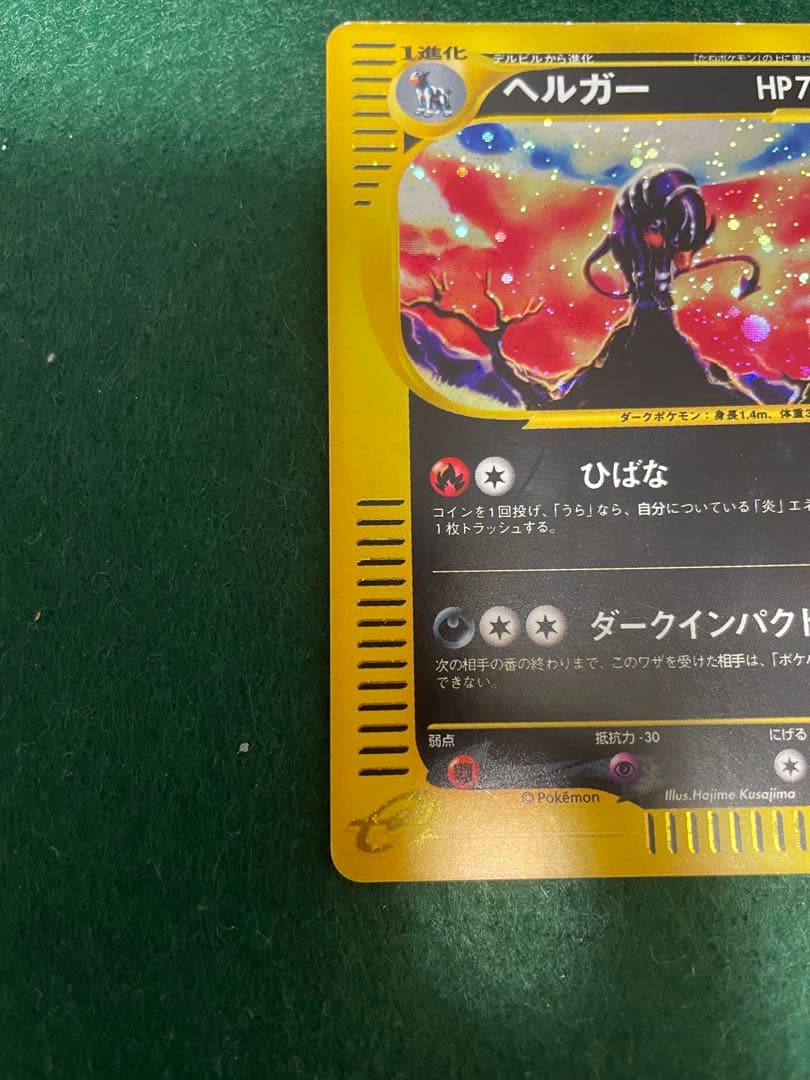 1進化 デルビルから進化 「たねポケモン」の上に重ね
ヘルガー HP7
ダークポケモン：身長1.4m、体重3
ひばな
コインを1回投げ、「うら」なら、自分についている「炎」エネ
1枚トラッシュする。
ダークインパクト
次の相手の番の終わりまで、このワザを受けた相手は、「ポケパ
できない。
弱点 抵抗力 -30 にげる
©Pokémon Illus.Hajime Kusajima